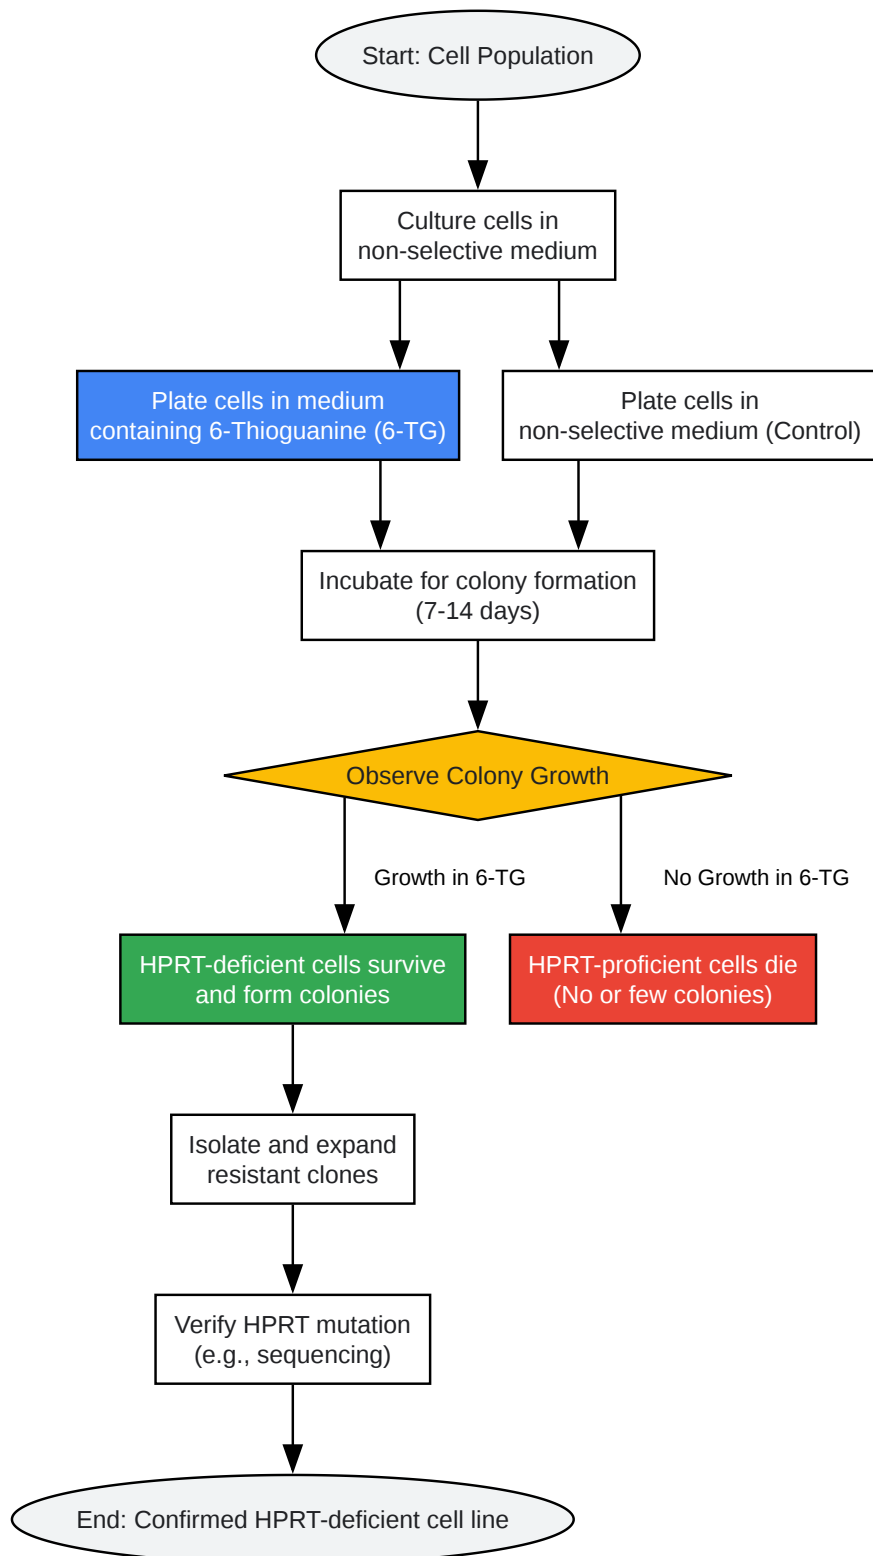 Start: Cell Population
Culture cells in
non-selective medium
Plate cells in medium
containing 6-Thioguanine (6-TG)
Plate cells in
non-selective medium (Control)
Incubate for colony formation
(7-14 days)
Observe Colony Growth
Growth in 6-TG
No Growth in 6-TG
HPRT-deficient cells survive
and form colonies
HPRT-proficient cells die
(No or few colonies)
Isolate and expand
resistant clones
Verify HPRT mutation
(e.g., sequencing)
End: Confirmed HPRT-deficient cell line